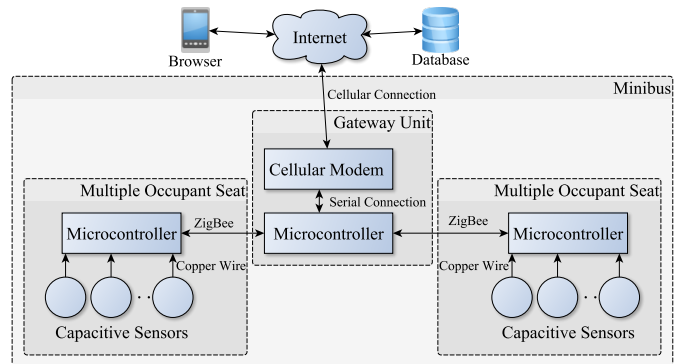 Internet
Browser
Database
Cellular Connection
Minibus
Gateway Unit
Cellular Modem
Multiple Occupant Seat
Serial Connection
Multiple Occupant Seat
Microcontroller
ZigBee
Microcontroller
ZigBee
Microcontroller
Copper Wire
Copper Wire
Capacitive Sensors
Capacitive Sensors